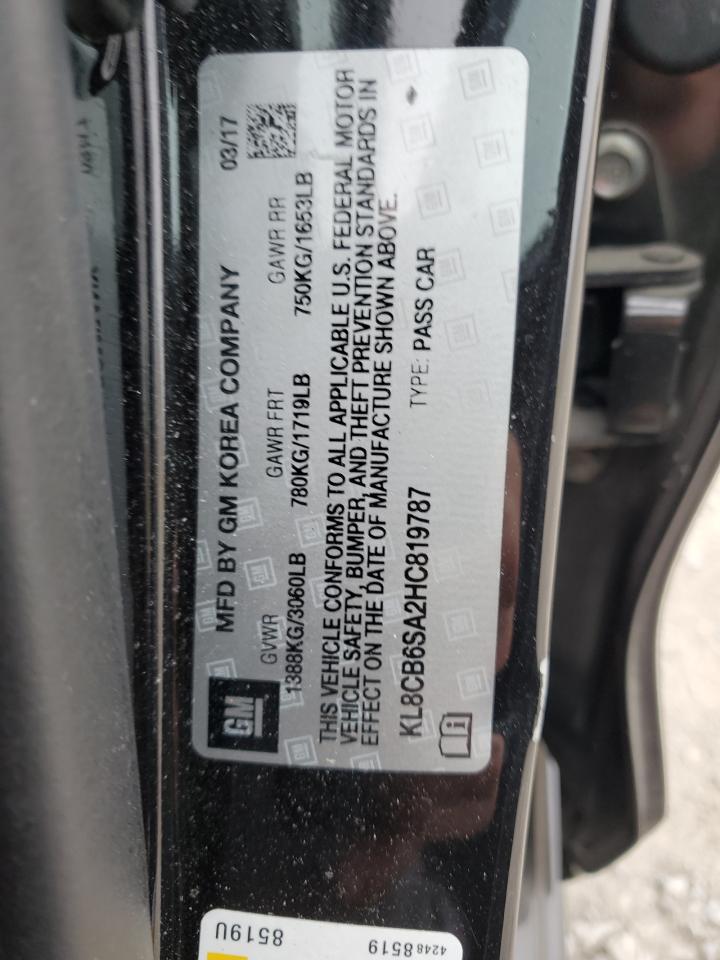 MFD BY GM KOREA COMPANY 03/17
GM
GVWR GAWR FRT GAWR RR
1388KG/3060LB 780KG/1719LB 750KG/1653LB
THIS VEHICLE CONFORMS TO ALL APPLICABLE U.S. FEDERAL MOTOR
VEHICLE SAFETY, BUMPER, AND THEFT PREVENTION STANDARDS IN
EFFECT ON THE DATE OF MANUFACTURE SHOWN ABOVE.
KL8CB6SA2HC819787 TYPE: PASS CAR
42488519
8519U